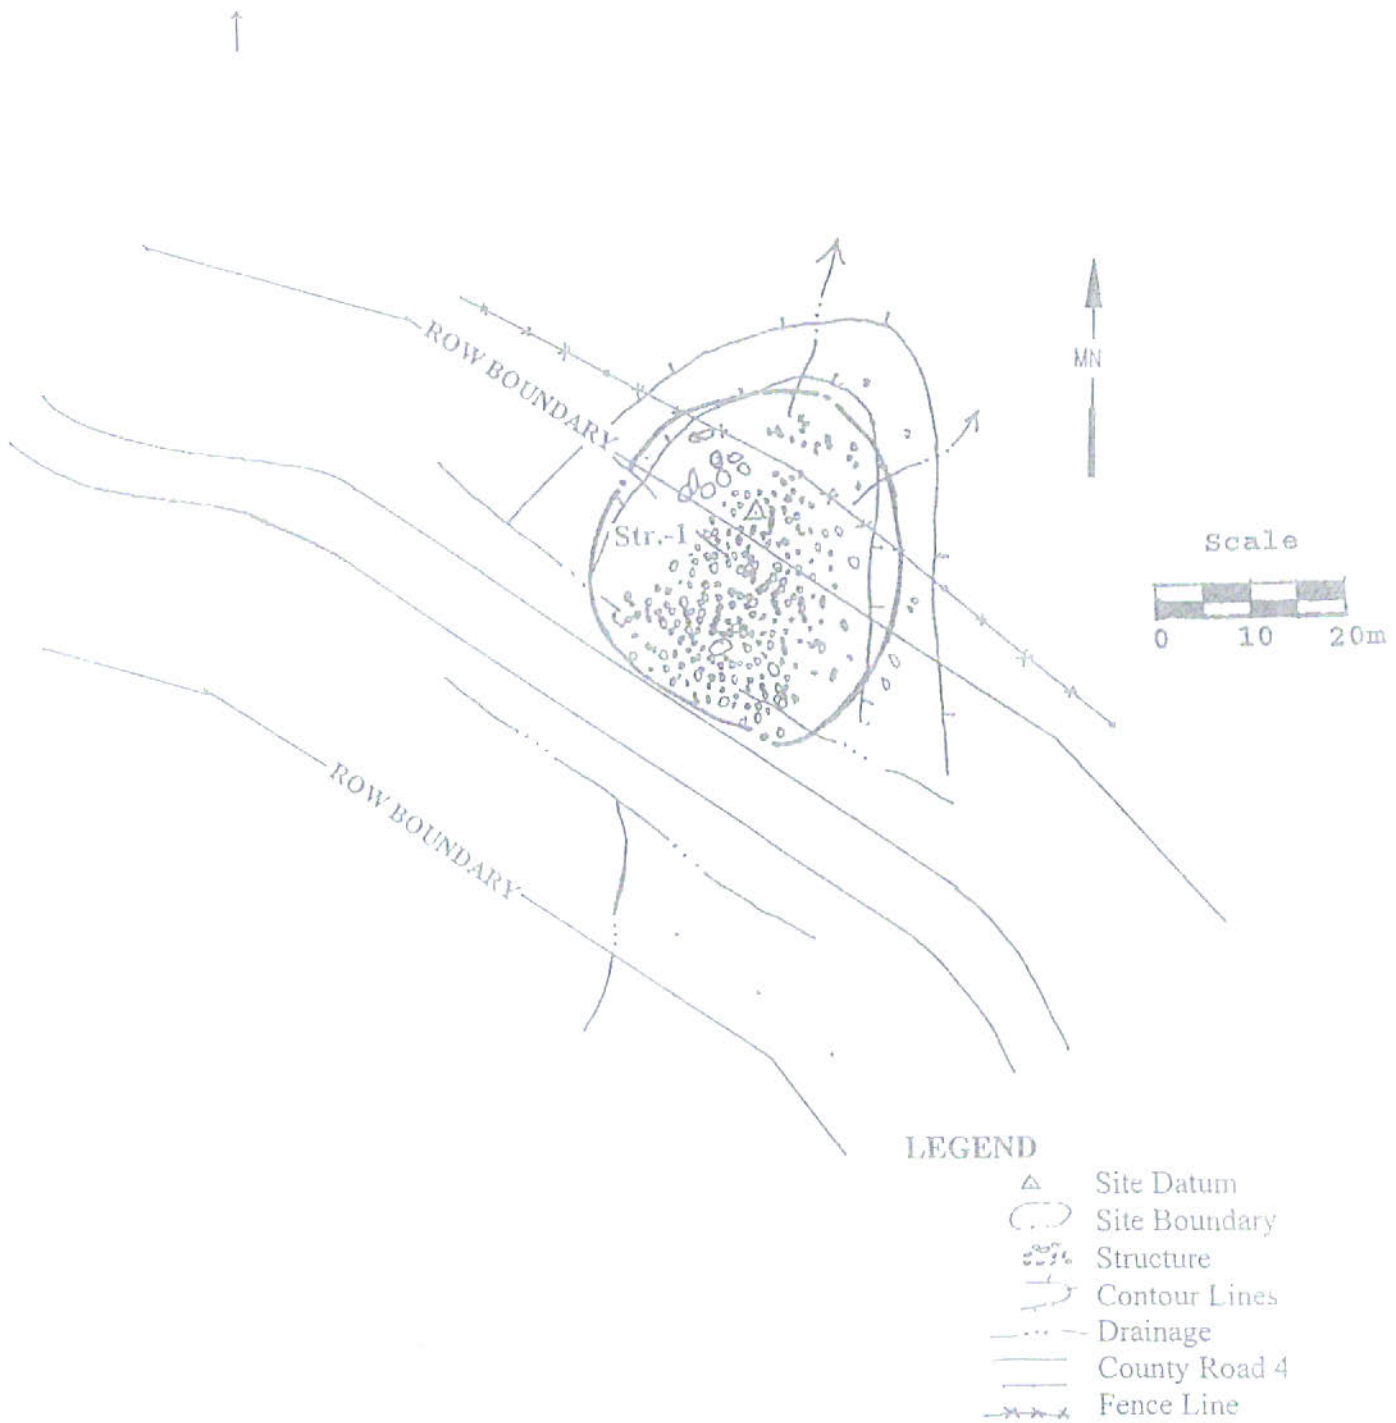 ROW BOUNDARY
MN
Str.-1
Scale
0 10 20m
ROW BOUNDARY
LEGEND
Site Datum
Site Boundary
Structure
Contour Lines
Drainage
County Road 4
Fence Line